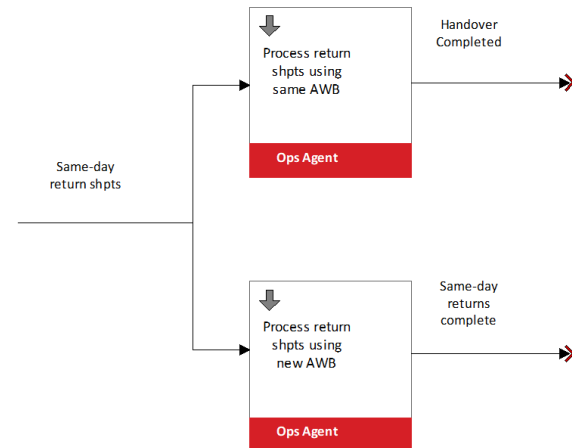 Handover
Completed
Process return
shpts using
same AWB
Ops Agent
Same-day
return shpts
Same-day
returns
complete
Process return
shpts using
new AWB
Ops Agent